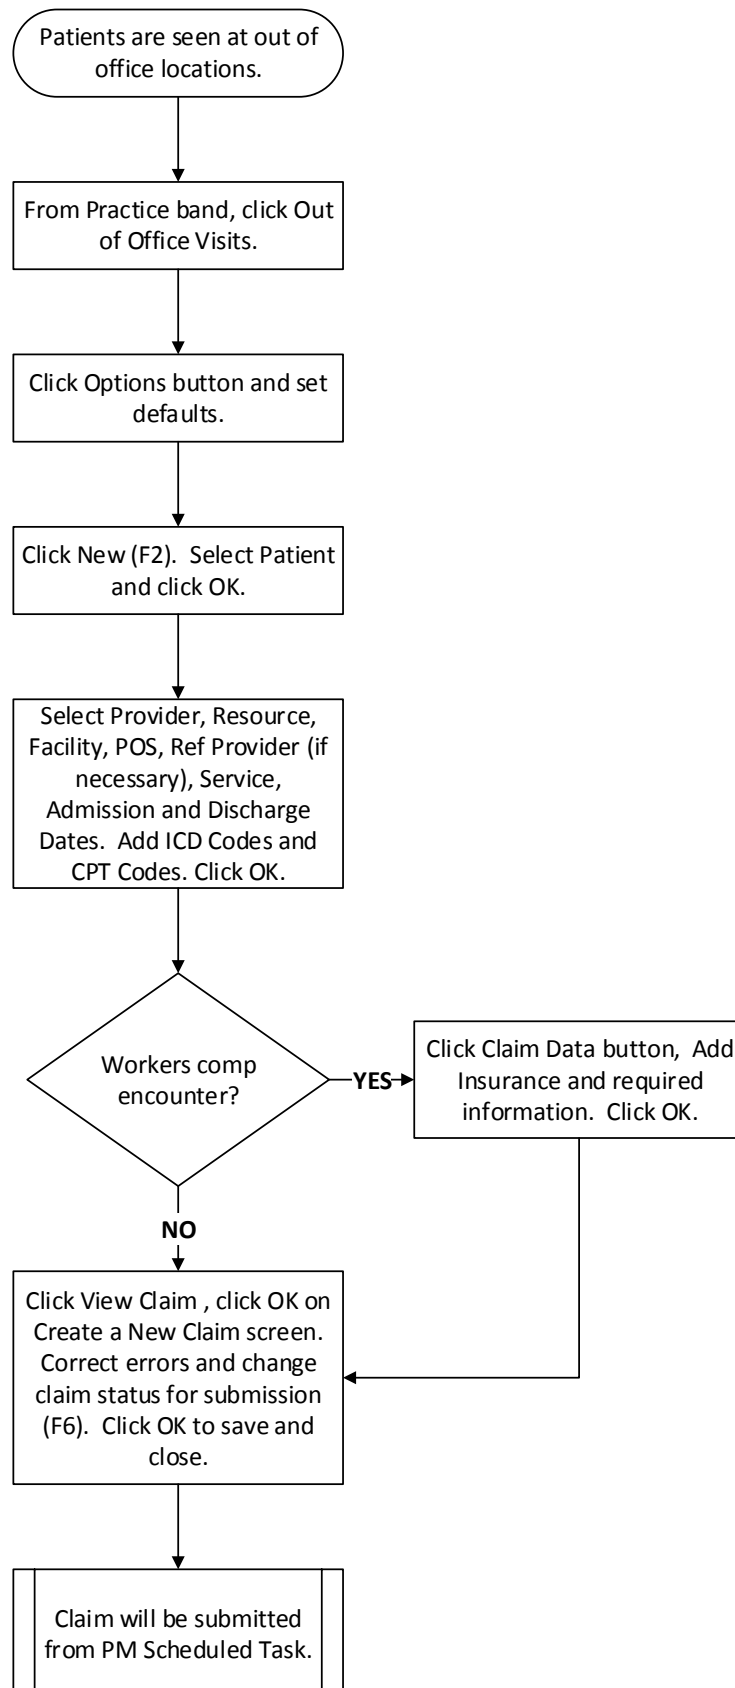 Patients are seen at out of
office locations.
From Practice band, click Out
of Office Visits.
Click Options button and set
defaults.
Click New (F2).  Select Patient
and click OK.
Select Provider, Resource,
Facility, POS, Ref Provider (if
necessary), Service,
Admission and Discharge
Dates.  Add ICD Codes and
CPT Codes. Click OK.
Workers comp
encounter?
YES
Click Claim Data button,  Add
Insurance and required
information.  Click OK.
NO
Click View Claim , click OK on
Create a New Claim screen.
Correct errors and change
claim status for submission
(F6).  Click OK to save and
close.
Claim will be submitted
from PM Scheduled Task.